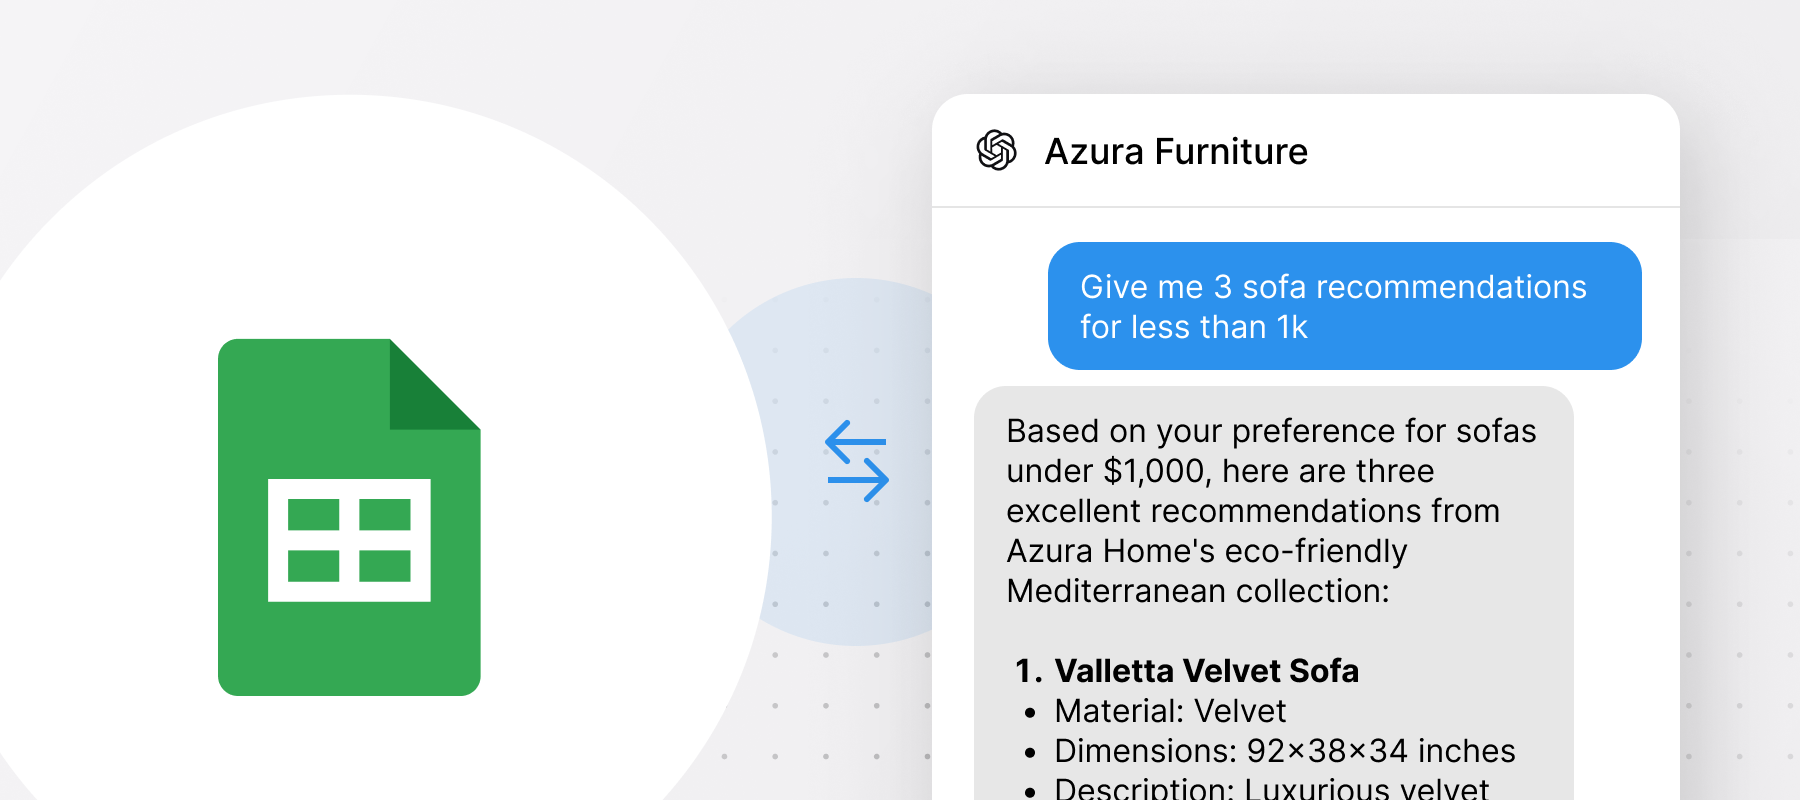 Azura Furniture
Give me 3 sofa recommendations
for less than 1k
Based on your preference for sofas
under $1,000, here are three
excellent recommendations from
Azura Home's eco-friendly
Mediterranean collection:
1. Valletta Velvet Sofa
• Material: Velvet
• Dimensions: 92×38×34 inches
• Description: Luxurious velvet